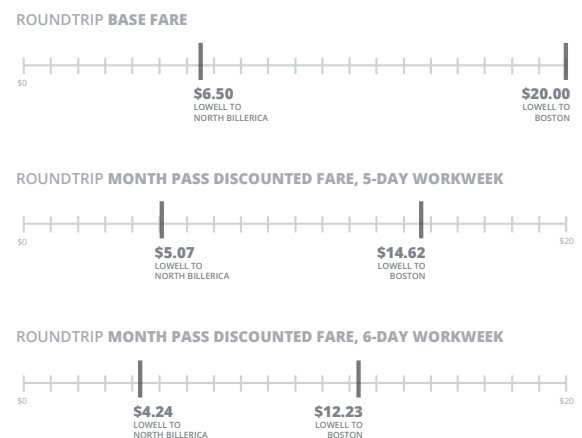 ROUNDTRIP BASE FARE
$0
$6.50
LOWELL TO
NORTH BILLERICA
$20.00
LOWELL TO
BOSTON
ROUNDTRIP MONTH PASS DISCOUNTED FARE, 5-DAY WORKWEEK
$0
$20
$5.07
LOWELL TO
NORTH BILLERICA
$14.62
LOWELL TO
BOSTON
ROUNDTRIP MONTH PASS DISCOUNTED FARE, 6-DAY WORKWEEK
$0
$20
$4.24
LOWELL TO
NORTH BILLERICA
$12.23
LOWELL TO
BOSTON